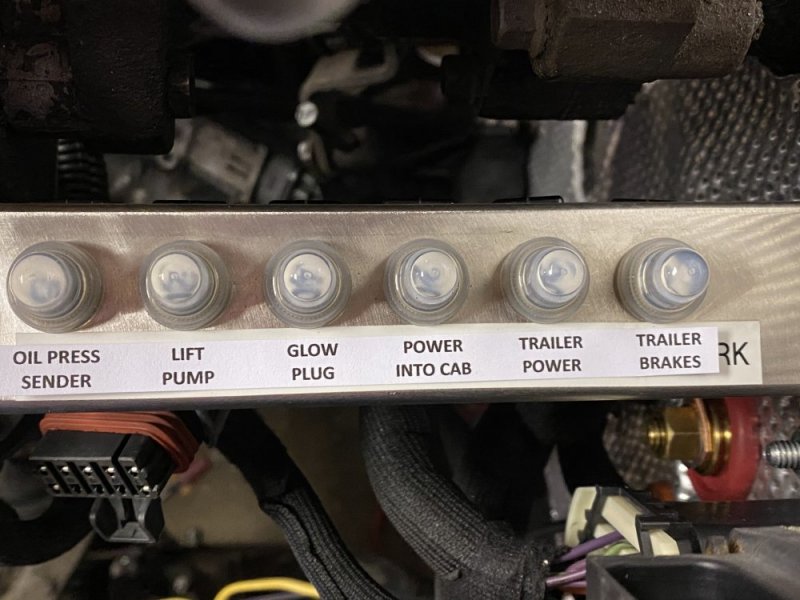 OIL PRESS
SENDER
LIFT
PUMP
GLOW
PLUG
POWER
INTO CAB
TRAILER
POWER
TRAILER
BRAKES
RK